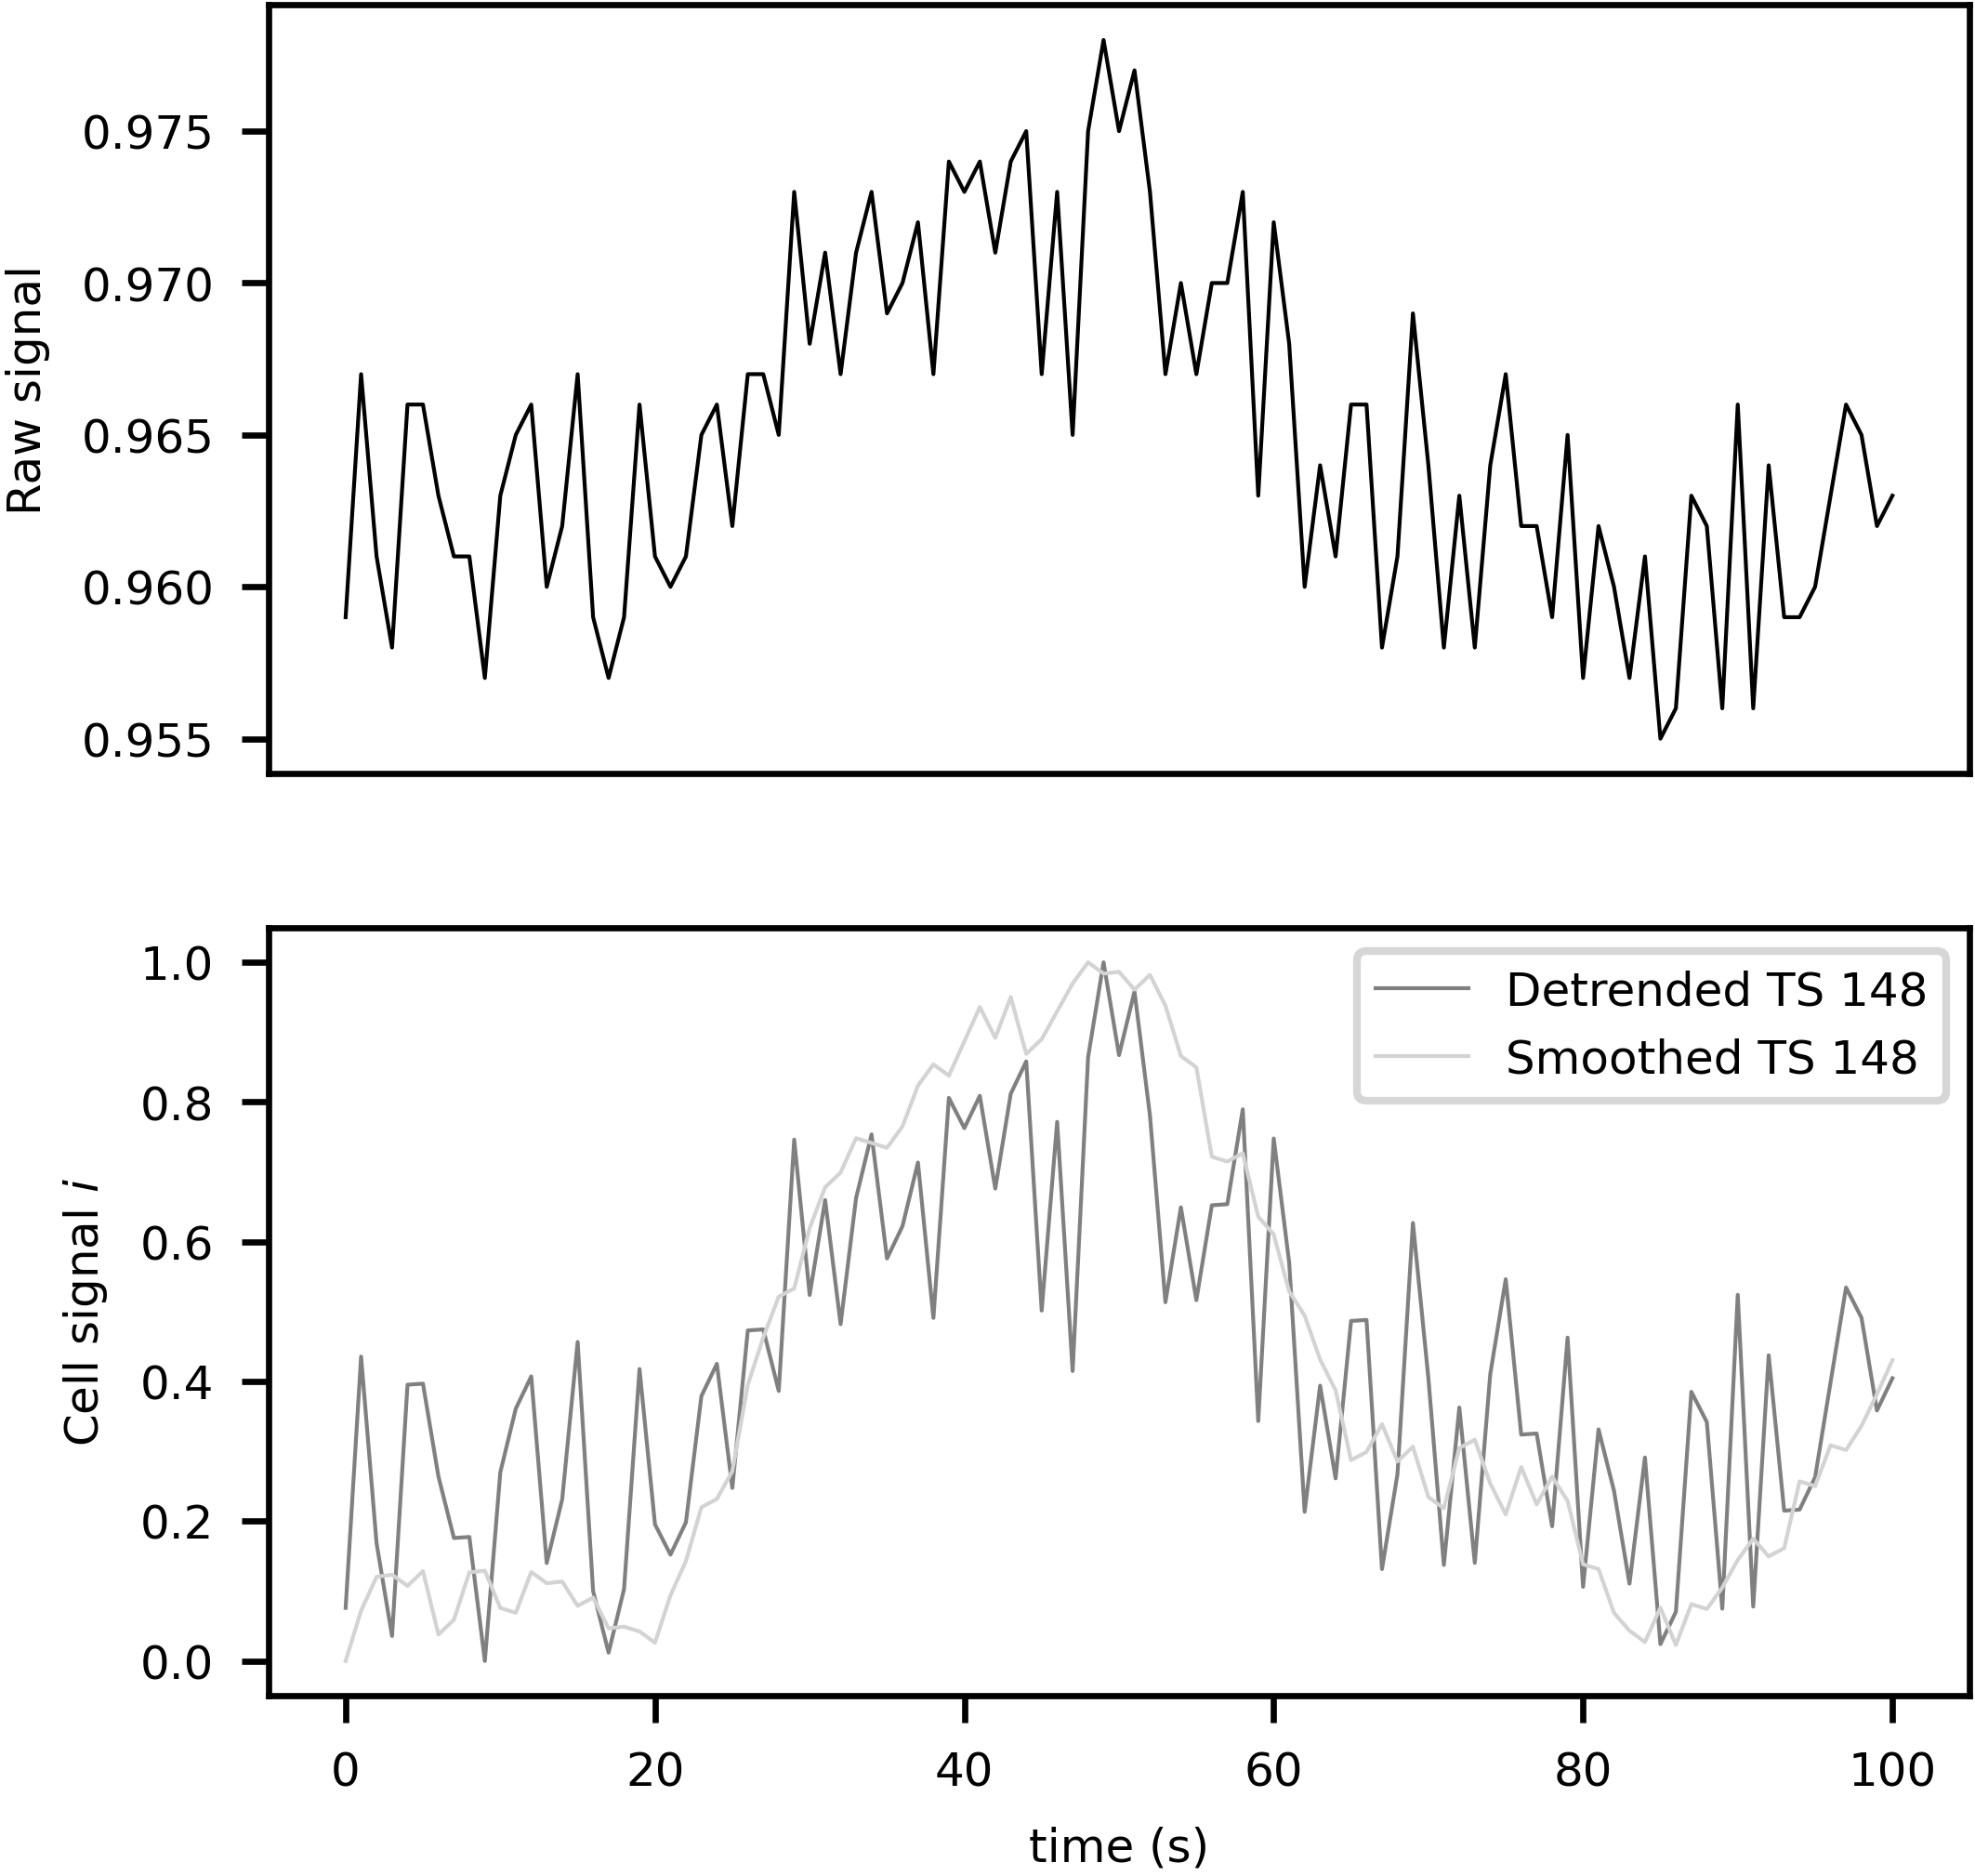 Raw signal
0.975
0.970
0.965
0.960
0.955
Cell signal i
1.0
0.8
0.6
0.4
0.2
0.0
Detrended TS 148
Smoothed TS 148
0 20 40 60 80 100
time (s)